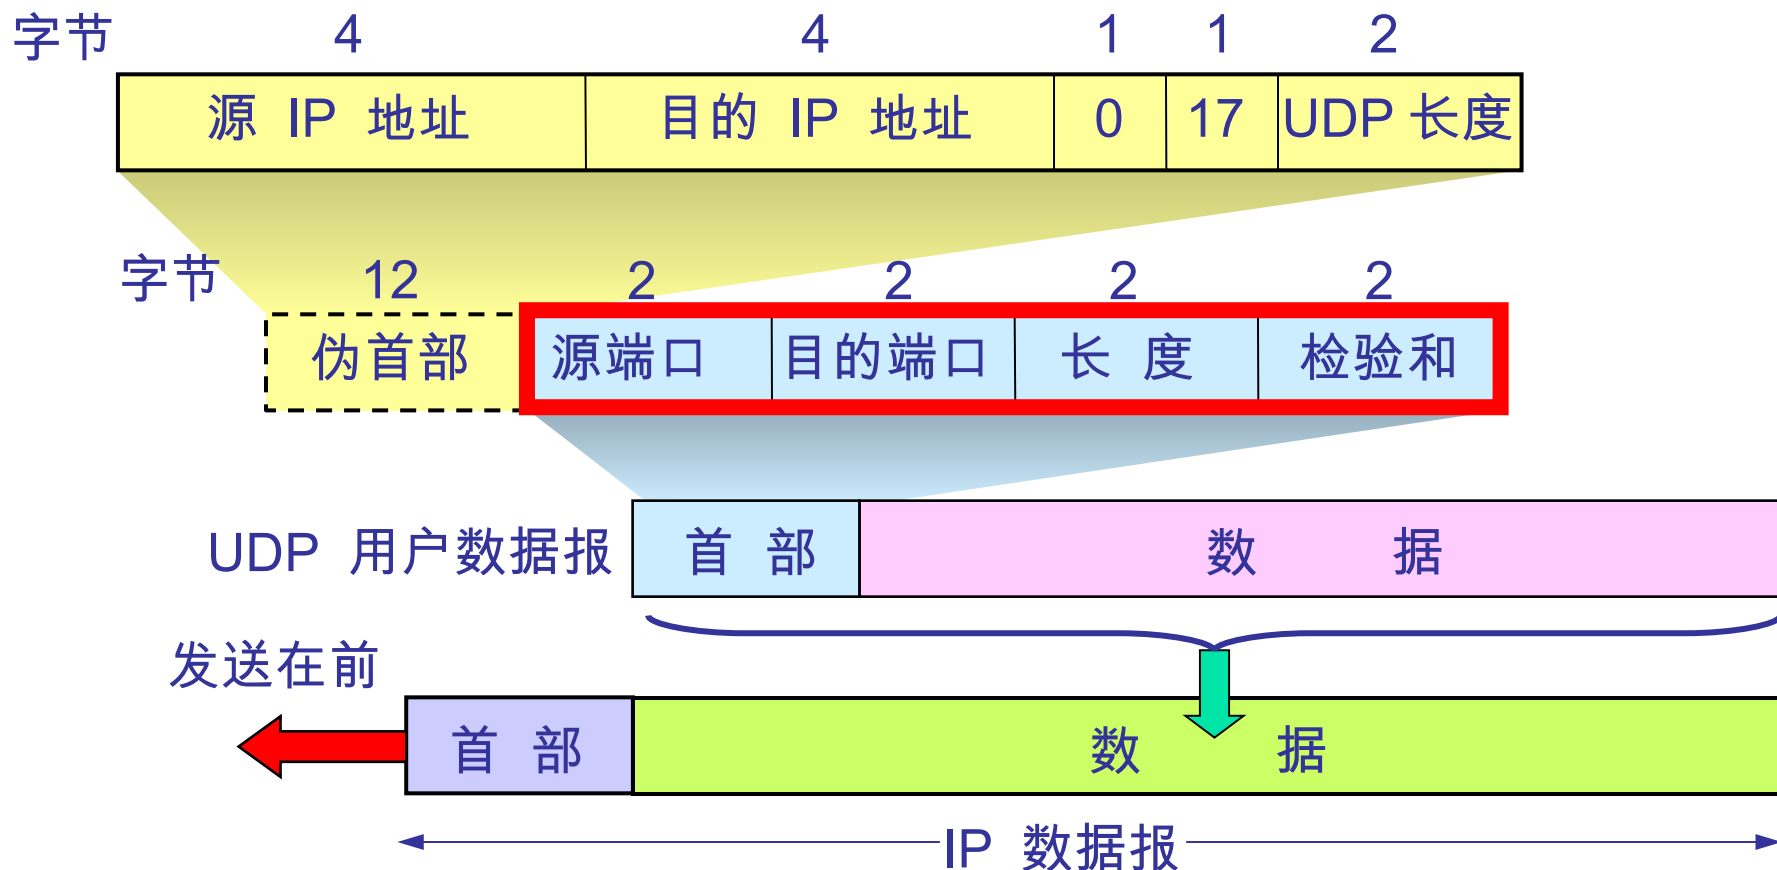 字节 4 4 1 1 2
源 IP 地址 目的 IP 地址 0 17 UDP 长度
字节 12 2 2 2 2
伪首部 源端口 目的端口 长 度 检验和
UDP 用户数据报 首 部 数 据
发送在前
首 部 数 据
IP 数据报